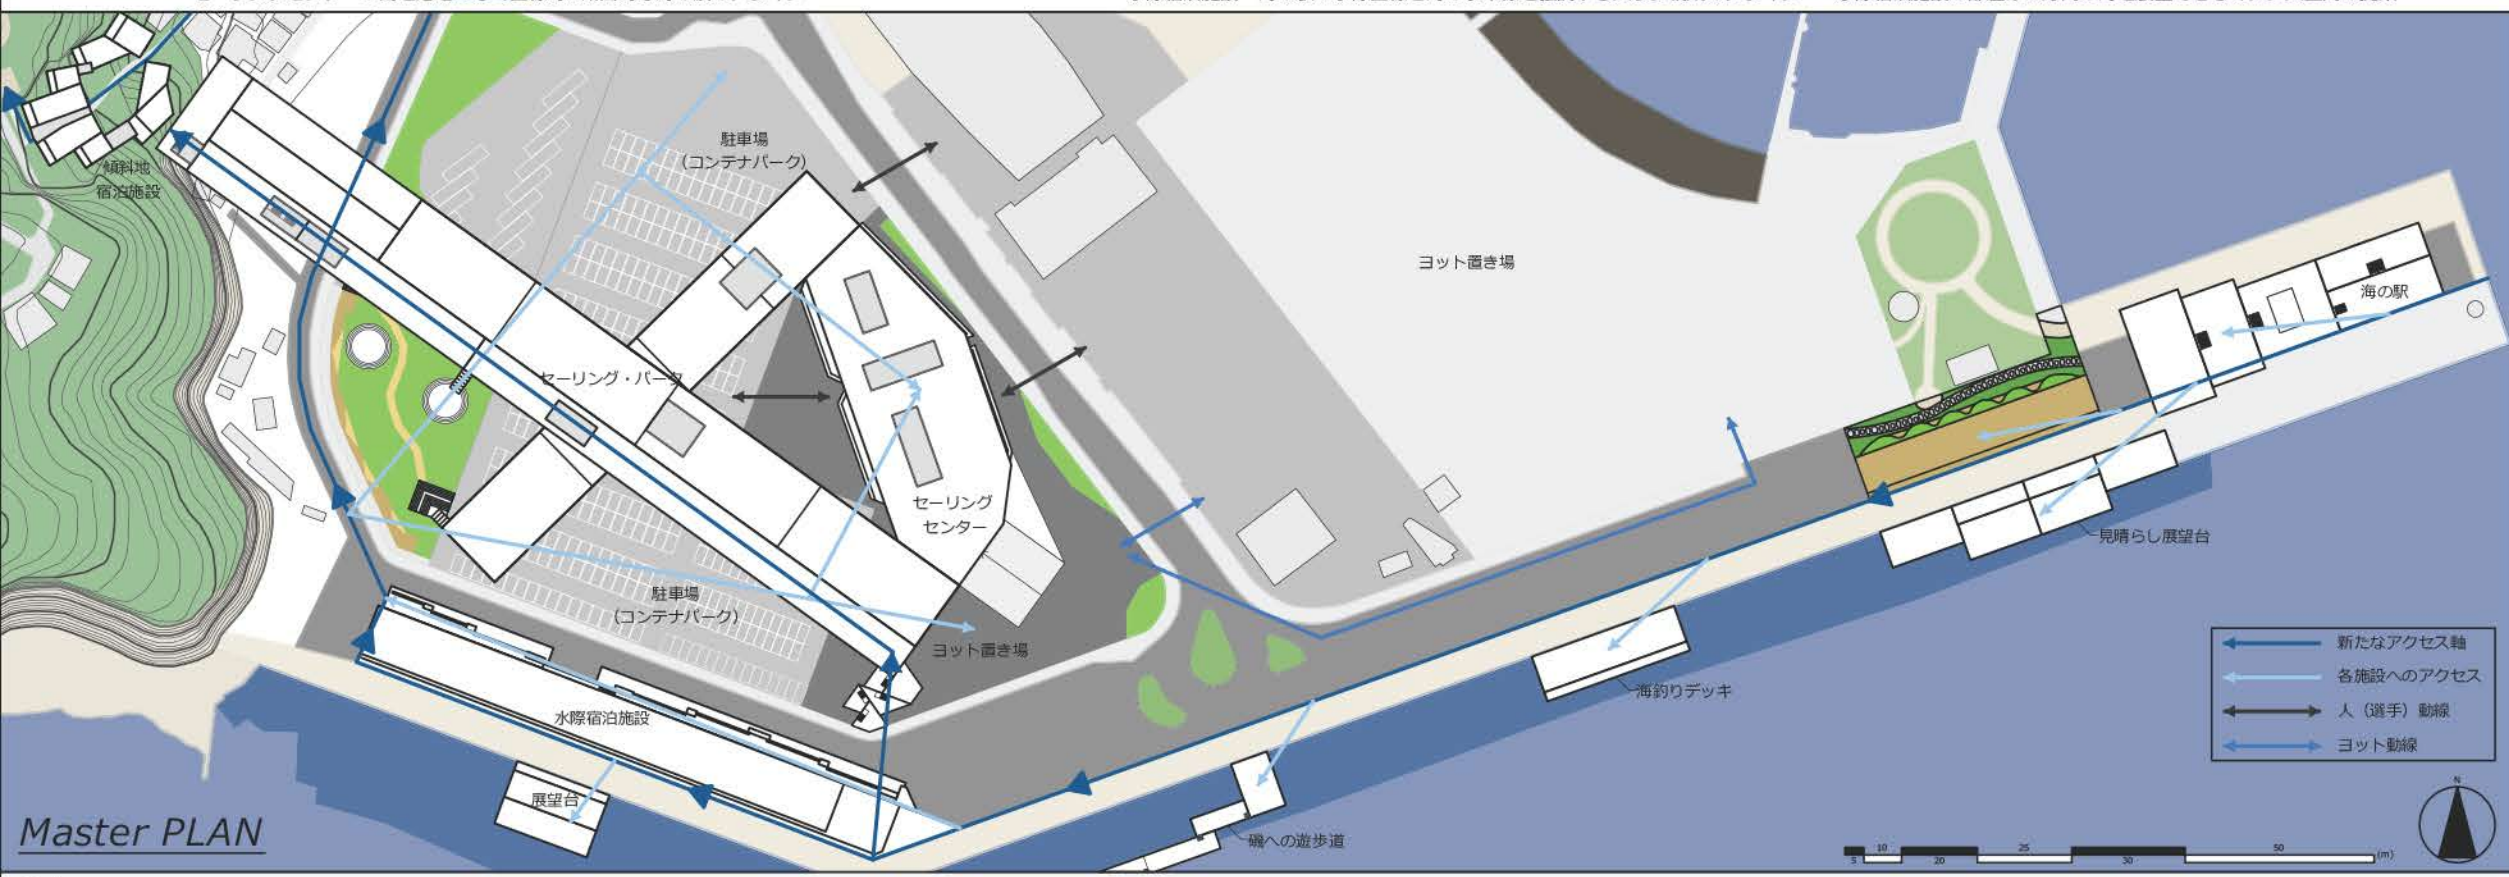 駐車場
(コンテナパーク)
傾斜地
宿泊施設
ヨット置き場
海の駅
セーリング・パーク
セーリング
センター
見晴らし展望台
駐車場
(コンテナパーク)
ヨット置き場
海釣りデッキ
水際宿泊施設
展望台
磯への遊歩道
Master PLAN
新たなアクセス軸
各施設へのアクセス
人（選手）動線
ヨット動線
N
10 25 50
5 20 30 (m)